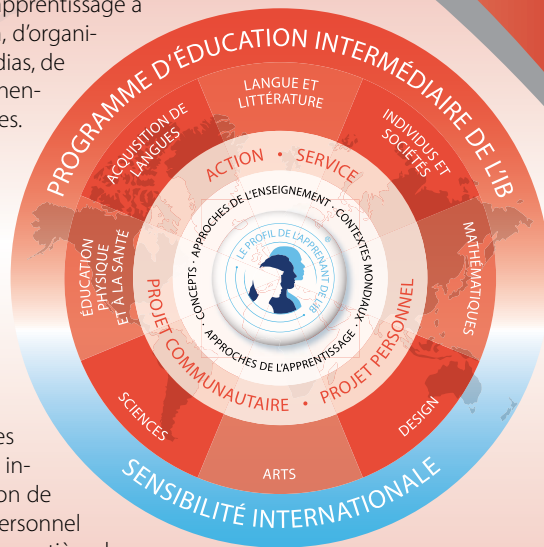 apprentissage à
, d'organi-
dias, de
hen-
es.
PROGRAMME D'ÉDUCATION INTERMÉDIAIRE DE L'IB
LANGUE ET
LITTÉRATURE
ACQUISITION DE
LANGUES
INDIVIDUS ET
SOCIÉTÉS
ÉDUCATION
PHYSIQUE
ET À LA SANTÉ
MATHÉMATIQUES
SCIENCES
DESIGN
ARTS
ACTION • SERVICE
PROJET COMMUNAUTAIRE • PROJET PERSONNEL
APPROCHES DE L'ENSEIGNEMENT · CONTEXTES MONDIAUX ·
APPROCHES DE L'APPRENTISSAGE · CONCEPTS ·
LE PROFIL DE L'APPRENANT DE L'IB
®
SENSIBILITÉ INTERNATIONALE
es
in-
on de
ersonnel